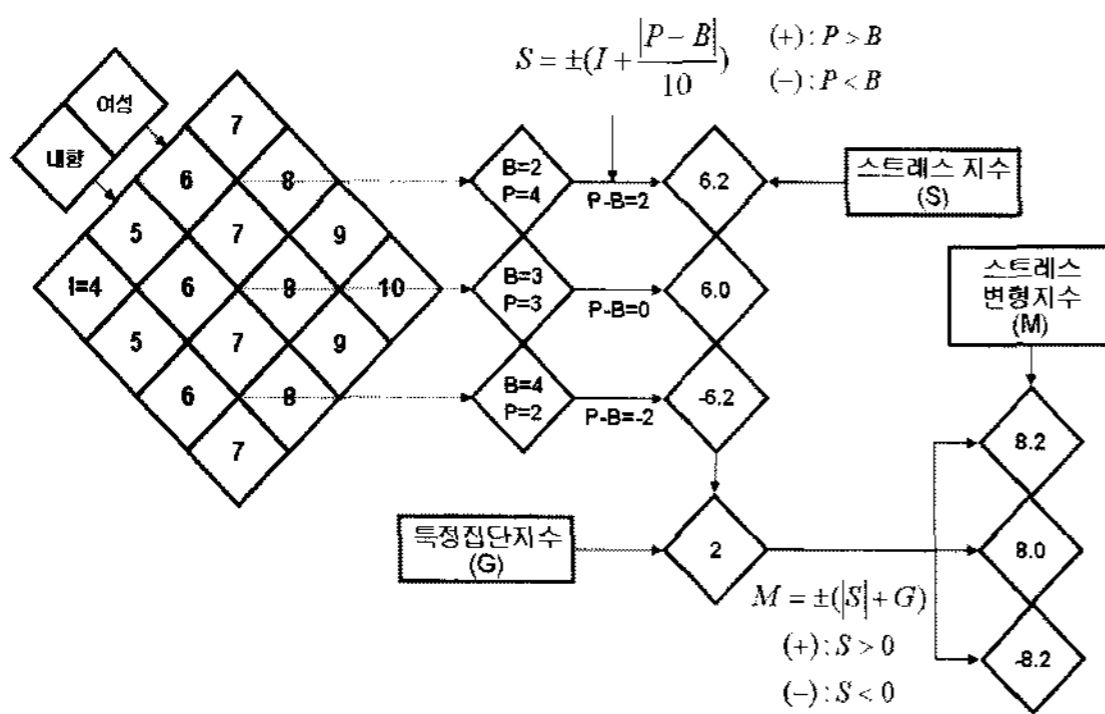 S = ±(I + |P − B| / 10) (+) : P > B
(−) : P < B
여성
내향
7
6 8
5 7 9
I=4 6 8 10
5 7 9
6 8
7
B=2
P=4
P-B=2
6.2
스트레스 지수
(S)
B=3
P=3
P-B=0
6.0
B=4
P=2
P-B=-2
-6.2
스트레스
변형지수
(M)
8.2
8.0
-8.2
특정집단지수
(G)
2
M = ±(|S| + G)
(+) : S > 0
(−) : S < 0